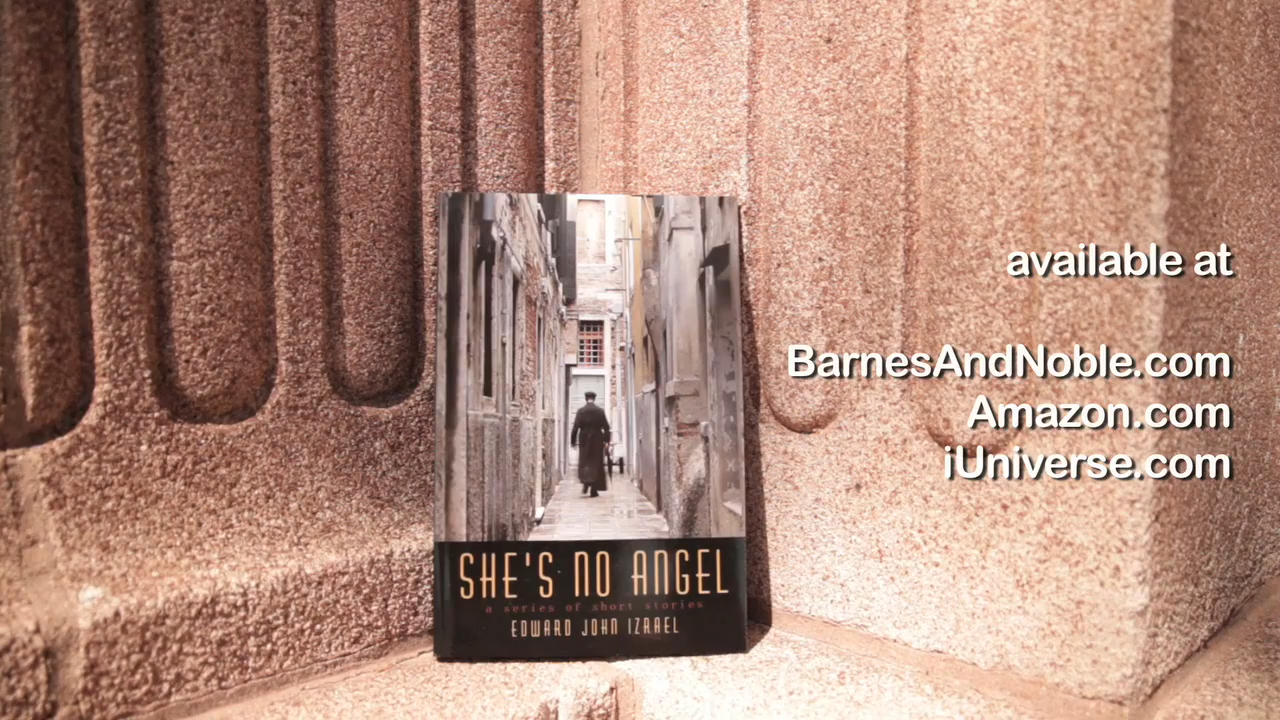 available at
BarnesAndNoble.com
Amazon.com
iUniverse.com
SHE'S NO ANGEL
a series of short stories
EDWARD JOHN IZRAEL